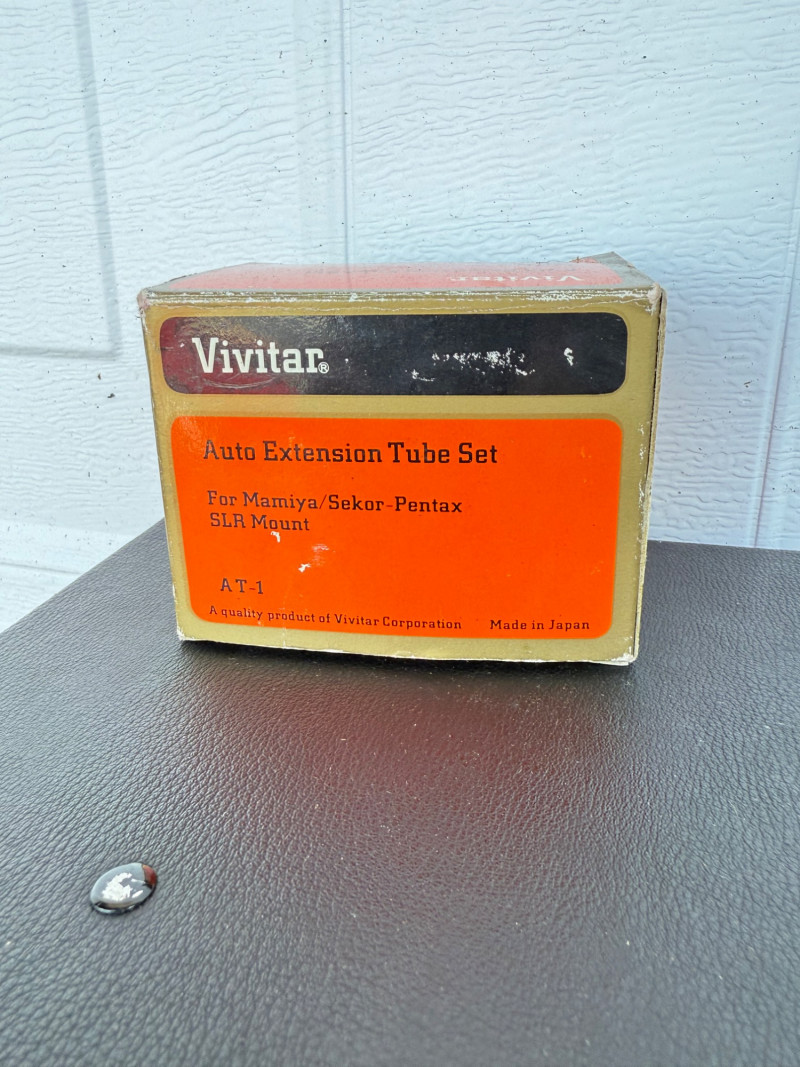 Vivitar
Vivitar®
Auto Extension Tube Set
For Mamiya/Sekor-Pentax
SLR Mount
AT-1
A quality product of Vivitar Corporation Made in Japan